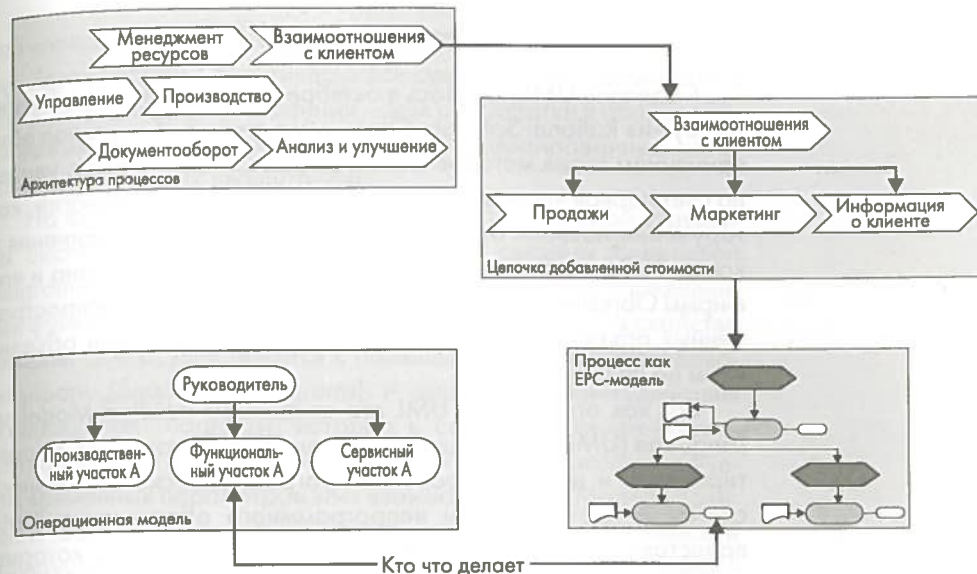 Менеджмент
ресурсов
Взаимоотношения
с клиентом
Управление
Производство
Документооборот
Анализ и улучшение
Архитектура процессов
Взаимоотношения
с клиентом
Продажи
Маркетинг
Информация
о клиенте
Цепочка добавленной стоимости
Руководитель
Производствен-
ный участок А
Функциональ-
ный участок А
Сервисный
участок А
Операционная модель
Процесс как
EPC-модель
Кто что делает